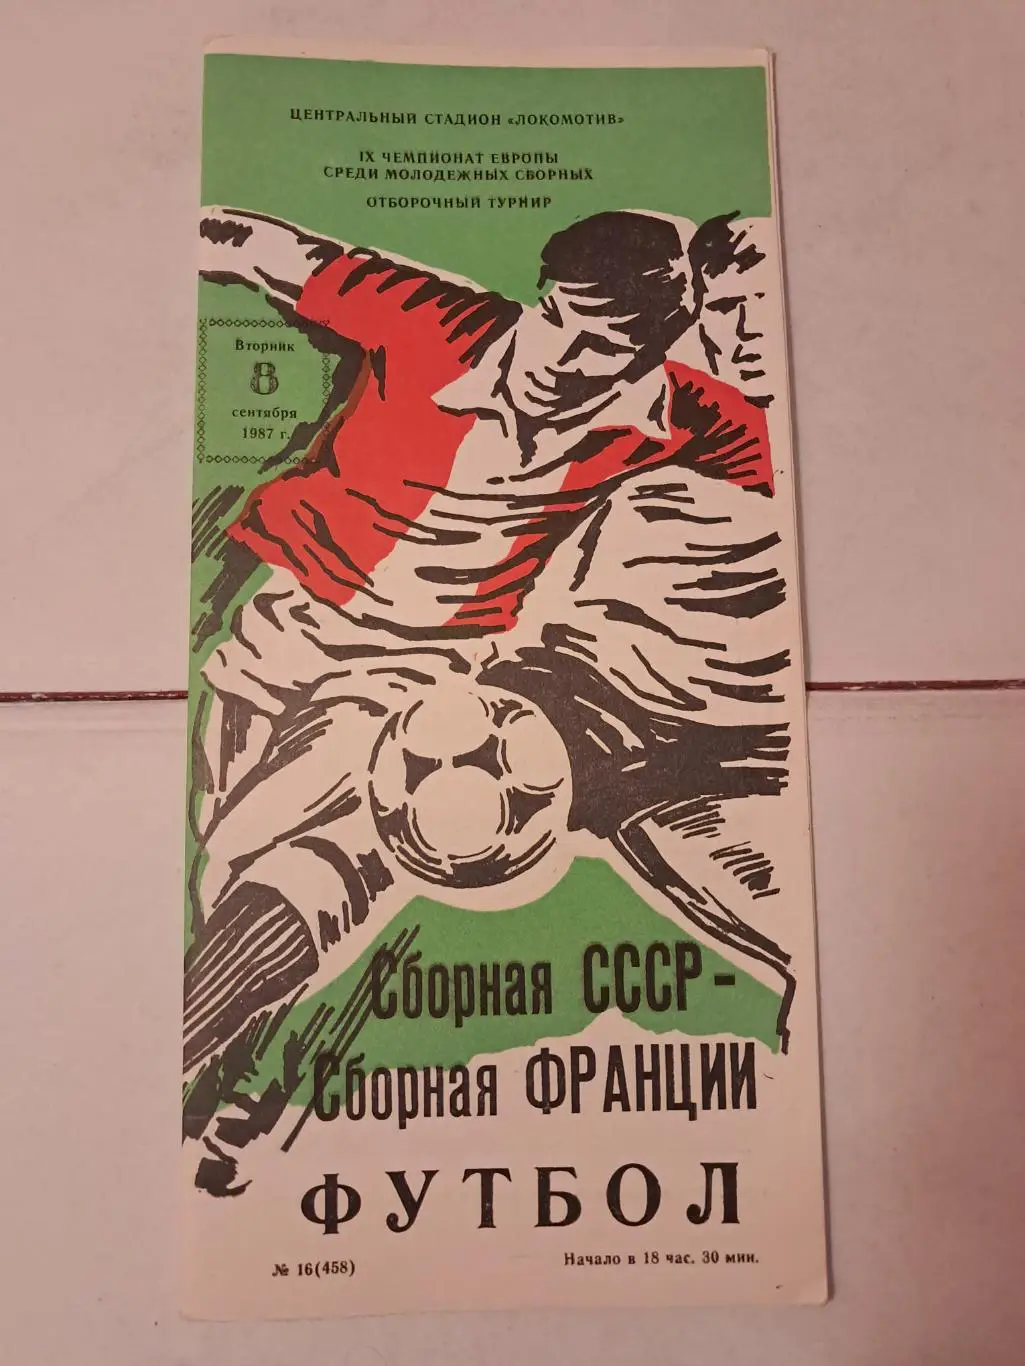 ЦЕНТРАЛЬНЫЙ СТАДИОН «ЛОКОМОТИВ»
IX ЧЕМПИОНАТ ЕВРОПЫ
СРЕДИ МОЛОДЕЖНЫХ СБОРНЫХ
ОТБОРОЧНЫЙ ТУРНИР
Вторник
8
сентября
1987 г.
Сборная СССР -
Сборная ФРАНЦИИ
ФУТБОЛ
№ 16(458)
Начало в 18 час. 30 мин.